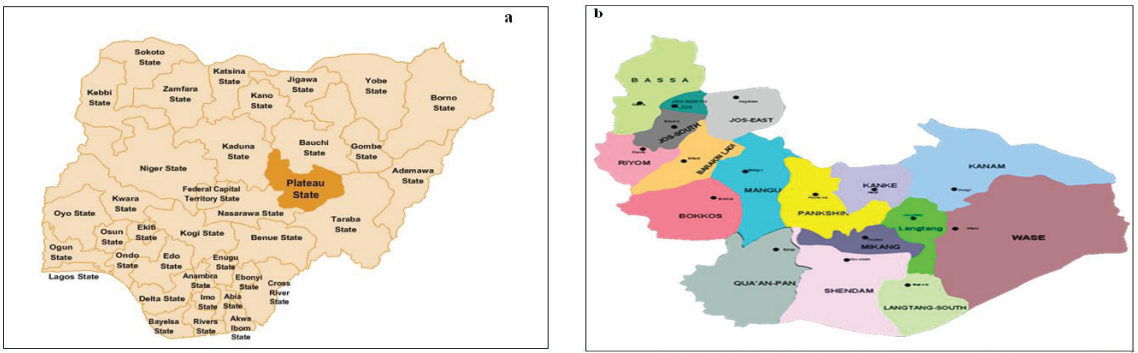 a
Sokoto
State
Katsina
State
Jigawa
State
Yobe
State
Kebbi
State
Zamfara
State
Kano
State
Borno
State
Kaduna
State
Bauchi
State
Gombe
State
Adamawa
State
Niger State
Plateau
State
Federal Capital
Territory State
Kwara
State
Nasarawa State
Taraba
State
Oyo State
Osun
State
Ekiti
State
Kogi State
Benue State
Ogun
State
Ondo
State
Edo
State
Enugu
State
Lagos State
Anambra
State
Ebonyi
State
Cross
River
State
Delta State
Imo
State
Abia
State
Bayelsa
State
Rivers
State
Akwa
Ibom
State
b
BASSA
JOS-EAST
JOS-SOUTH
RIYOM
BARAKIN LADI
MANGU
KANKE
KANAM
BOKKOS
PANKSHIN
Langtang
WASE
MIKANG
QUA'AN-PAN
SHENDAM
LANGTANG-SOUTH